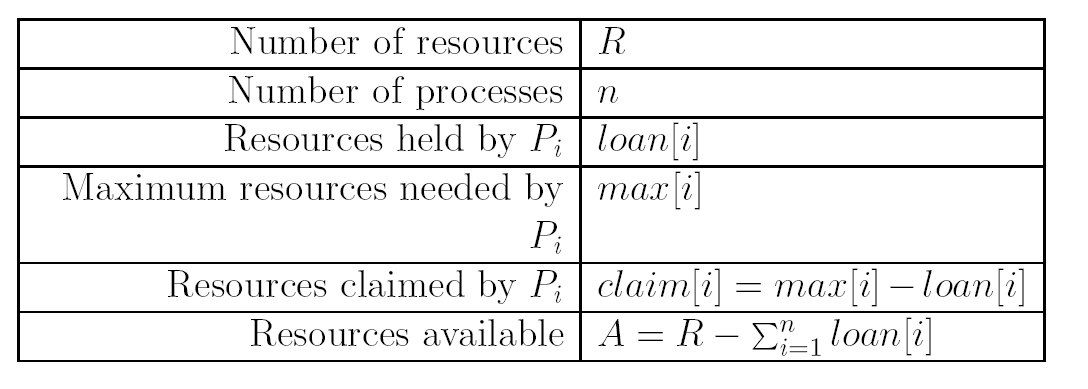 Number of resources R
Number of processes n
Resources held by P_i loan[i]
Maximum resources needed by max[i]
P_i
Resources claimed by P_i claim[i] = max[i] − loan[i]
Resources available A = R − ∑_{i=1}^{n} loan[i]